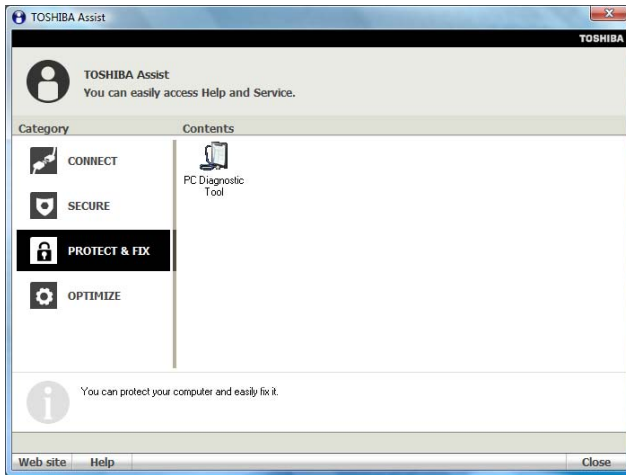 TOSHIBA Assist
TOSHIBA
TOSHIBA Assist
You can easily access Help and Service.
Category
Contents
CONNECT
SECURE
PROTECT & FIX
OPTIMIZE
PC Diagnostic
Tool
You can protect your computer and easily fix it.
Web site
Help
Close